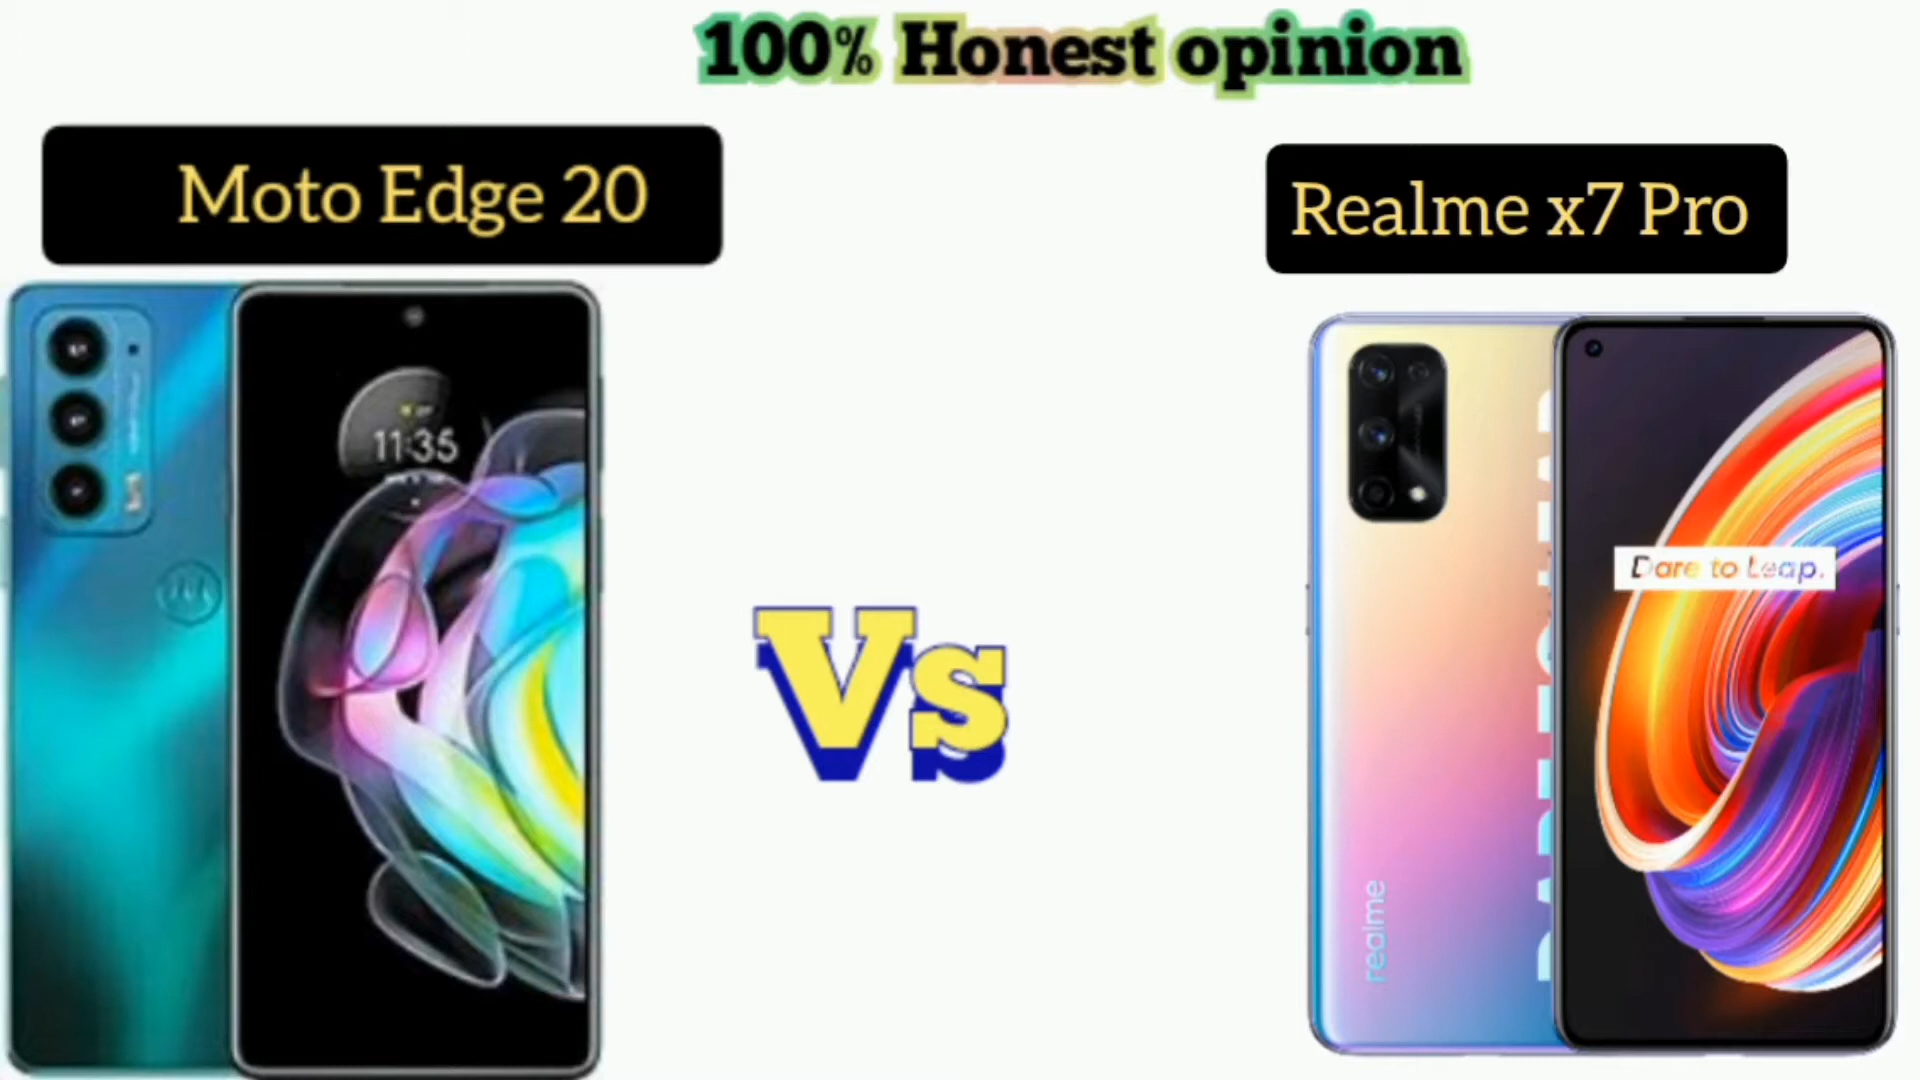 100% Honest opinion
Moto Edge 20
Realme x7 Pro
11:35
Vs
Dare to Leap.
realme